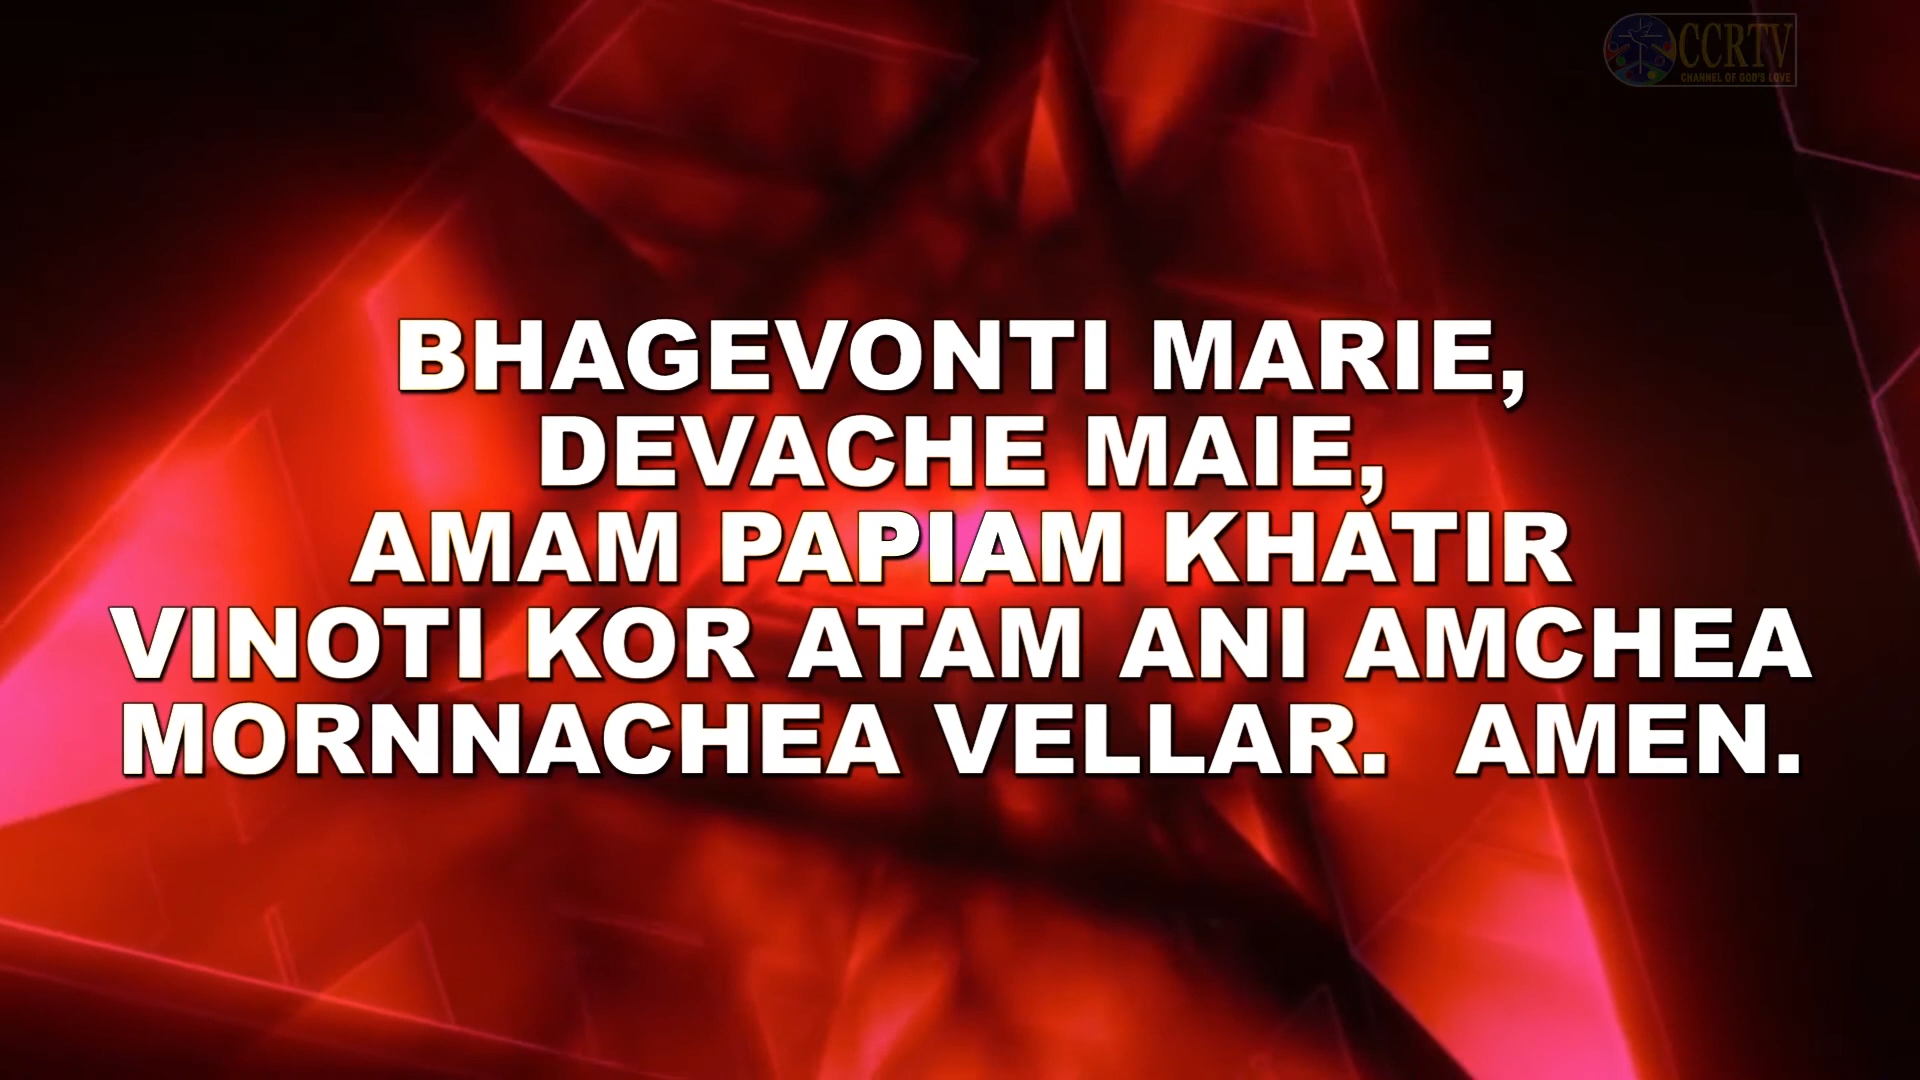 CCRTV
CHANNEL OF GOD'S LOVE
BHAGEVONTI MARIE,
DEVACHE MAIE,
AMAM PAPIAM KHATIR
VINOTI KOR ATAM ANI AMCHEA
MORNNACHEA VELLAR. AMEN.